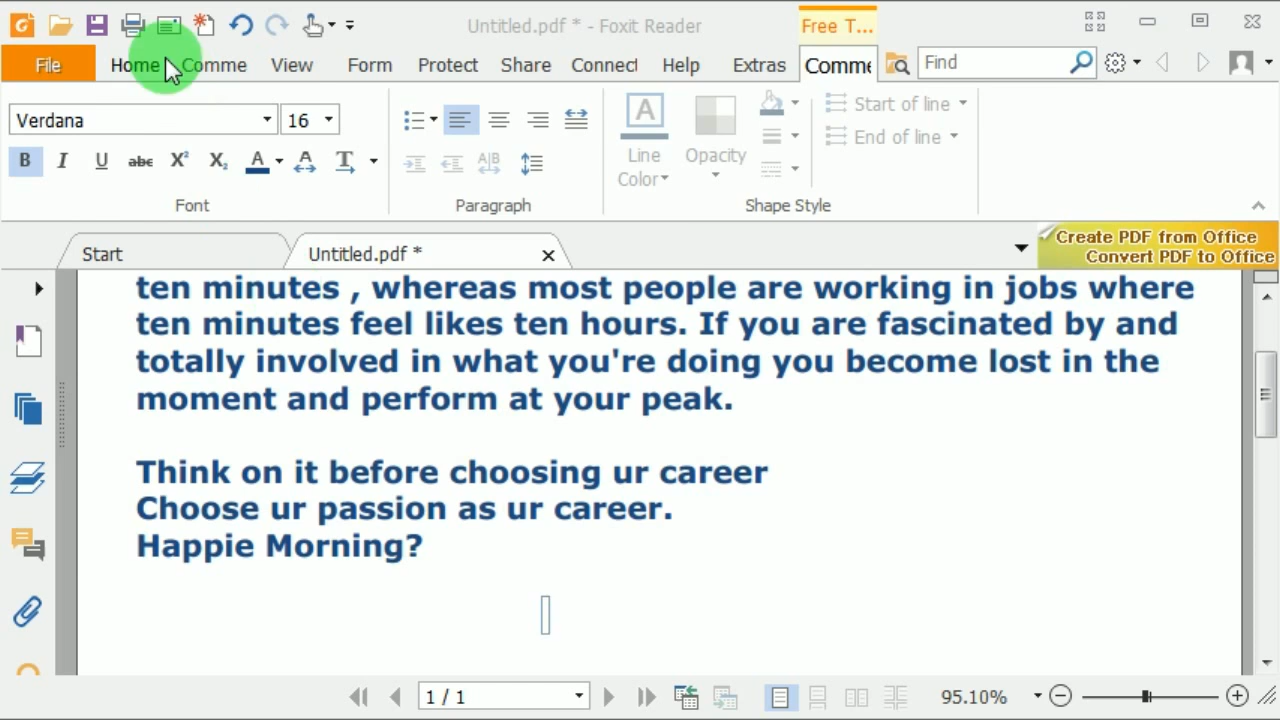 Untitled.pdf * - Foxit Reader
Free T...
File Home Comme View Form Protect Share Connect Help Extras Comme Find
Verdana 16
Line Color
Opacity
Start of line
End of line
B I U abc X² X₂ A A T
A|B
A
Font Paragraph Shape Style
Start Untitled.pdf *
Create PDF from Office
Convert PDF to Office
ten minutes , whereas most people are working in jobs where
ten minutes feel likes ten hours. If you are fascinated by and
totally involved in what you're doing you become lost in the
moment and perform at your peak.
Think on it before choosing ur career
Choose ur passion as ur career.
Happie Morning?
1 / 1 95.10%